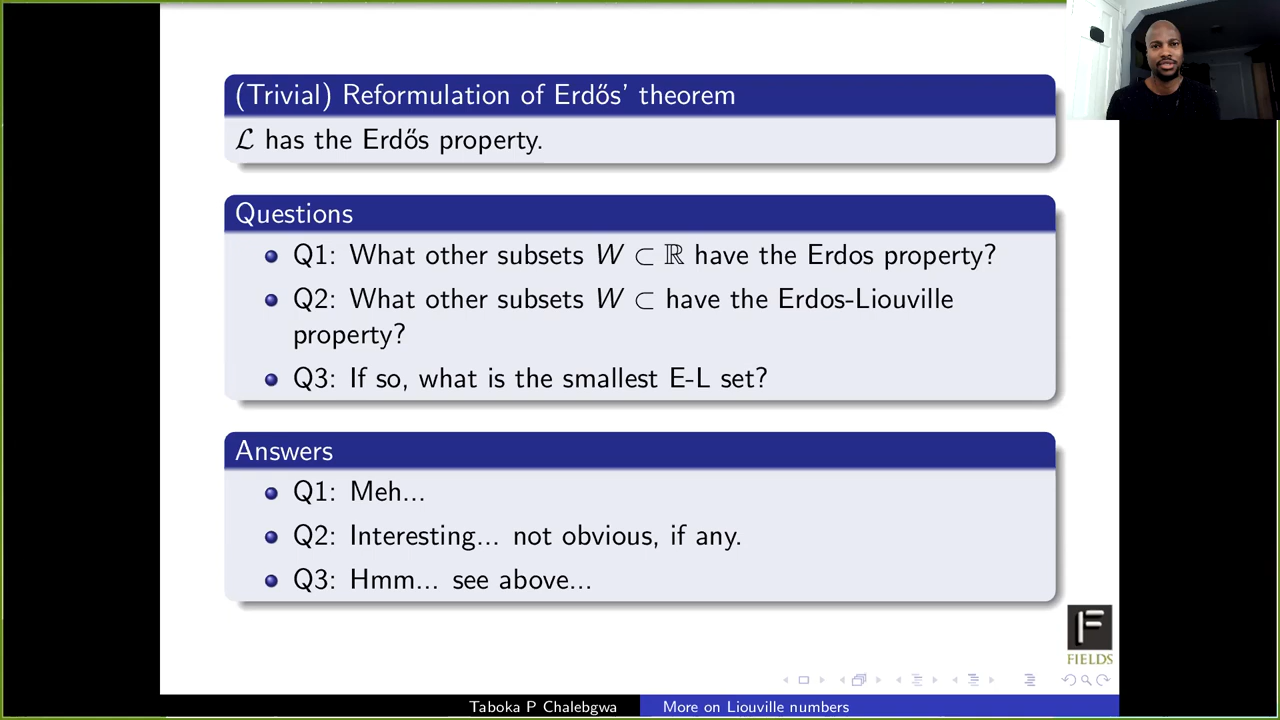 (Trivial) Reformulation of Erdős' theorem
ℒ has the Erdős property.
Questions
Q1: What other subsets W ⊂ ℝ have the Erdos property?
Q2: What other subsets W ⊂ have the Erdos-Liouville
property?
Q3: If so, what is the smallest E-L set?
Answers
Q1: Meh...
Q2: Interesting... not obvious, if any.
Q3: Hmm... see above...
F
FIELDS
Taboka P Chalebgwa
More on Liouville numbers